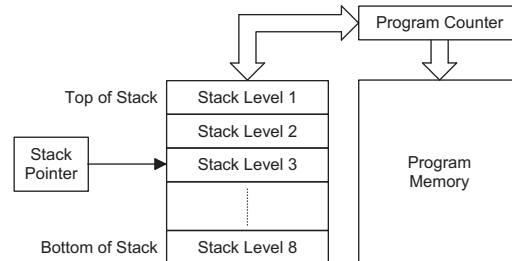 Program Counter
Top of Stack
Stack Level 1
Stack Level 2
Stack
Pointer
Stack Level 3
Program
Memory
Bottom of Stack
Stack Level 8